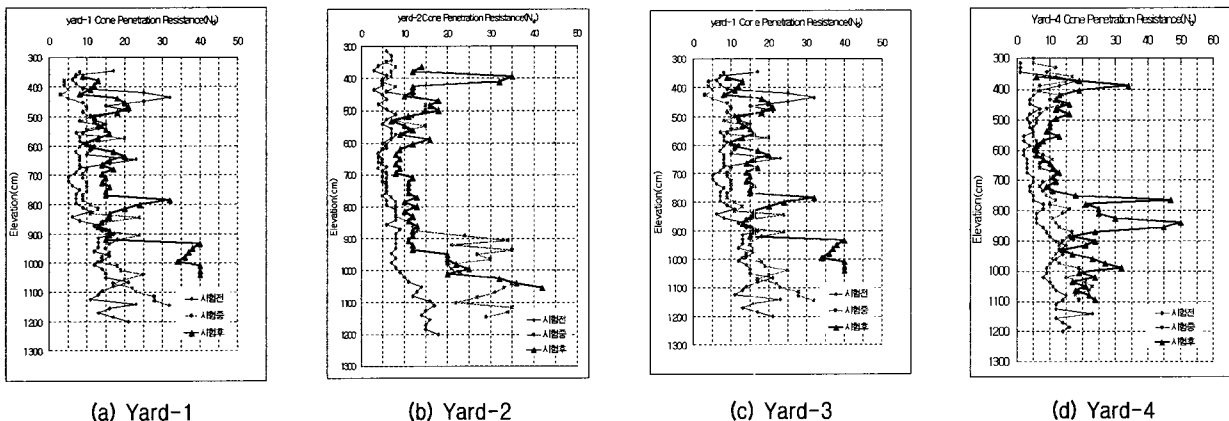 yard-1 Cone Penetration Resistance(Nd)
0 10 20 30 40 50
300
400
500
600
700
800
900
1000
1100
1200
1300
Elevation(cm)
시험전
시험중
시험후
(a) Yard-1
yard-2Cone Penetration Resistance(Nd)
0 10 20 30 40 50
300
400
500
600
700
800
900
1000
1100
1200
1300
Elevation(cm)
시험전
시험중
시험후
(b) Yard-2
yard-1 Cone Penetration Resistance(Nd)
0 10 20 30 40 50
300
400
500
600
700
800
900
1000
1100
1200
1300
Elevation(cm)
시험전
시험중
시험후
(c) Yard-3
Yard-4 Cone Penetration Resistance(Nd)
0 10 20 30 40 50 60
300
400
500
600
700
800
900
1000
1100
1200
1300
Elevation(cm)
시험전
시험중
시험후
(d) Yard-4